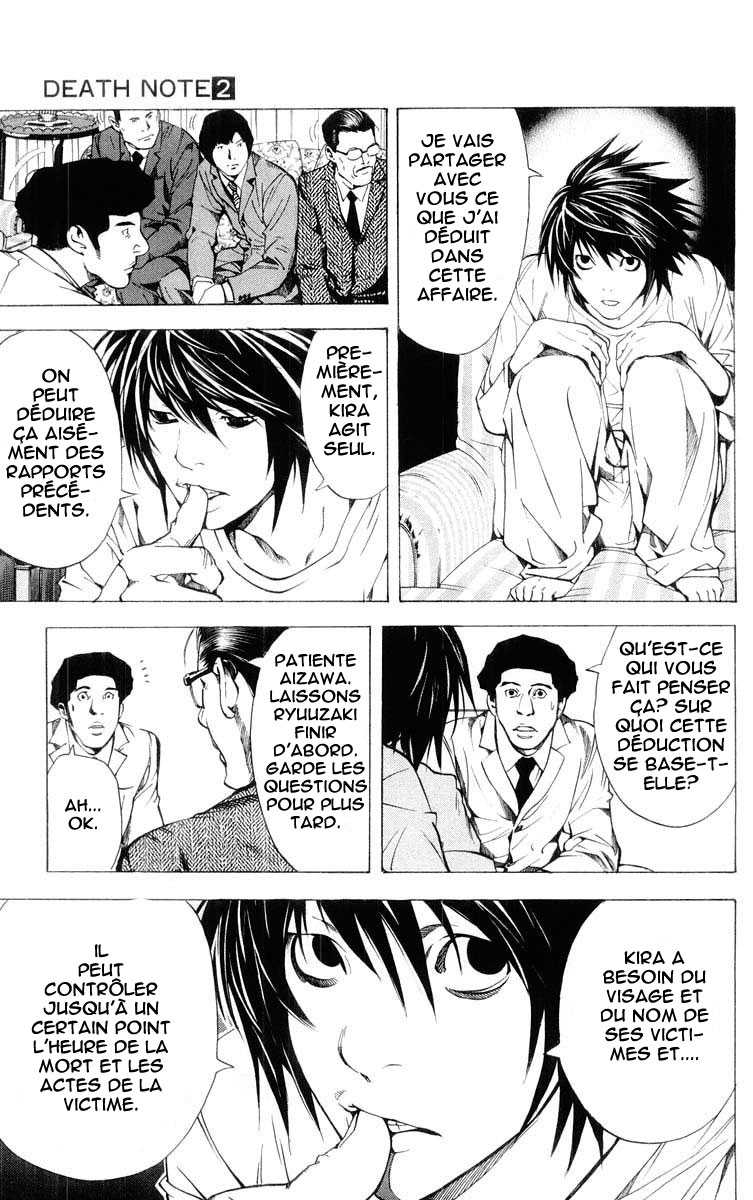 DEATH NOTE 2
JE VAIS
PARTAGER
AVEC
VOUS CE
QUE J'AI
DÉDUIT
DANS
CETTE
AFFAIRE.
PRE-
MIÈRE-
MENT,
KIRA
AGIT
SEUL.
ON
PEUT
DÉDUIRE
ÇA AISÉ-
MENT DES
RAPPORTS
PRÉCÉ-
DENTS.
QU'EST-CE
QUI VOUS
FAIT PENSER
ÇA? SUR
QUOI CETTE
DÉDUCTION
SE BASE-T-
ELLE?
PATIENTE
AIZAWA.
LAISSONS
RYUUZAKI
FINIR
D'ABORD.
GARDE LES
QUESTIONS
POUR PLUS
TARD.
AH...
OK.
KIRA A
BESOIN DU
VISAGE ET
DU NOM DE
SES VICTI-
MES ET....
IL
PEUT
CONTRÔLER
JUSQU'À UN
CERTAIN POINT
L'HEURE DE LA
MORT ET LES
ACTES DE LA
VICTIME.